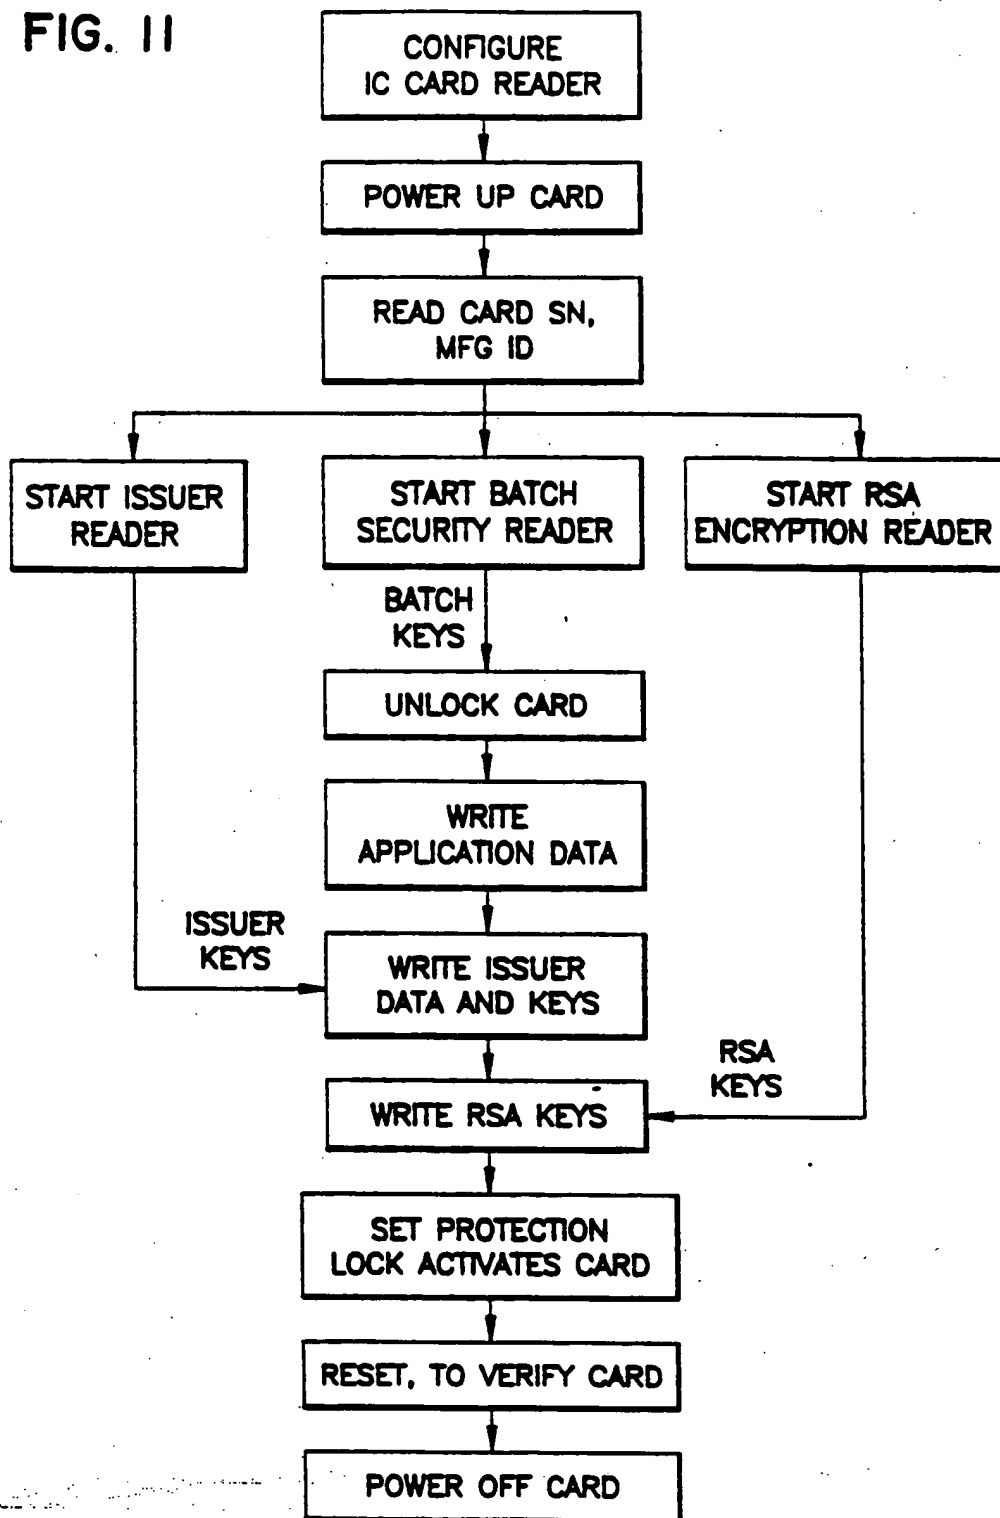 FIG. 11
CONFIGURE
IC CARD READER
POWER UP CARD
READ CARD SN,
MFG ID
START ISSUER
READER
START BATCH
SECURITY READER
START RSA
ENCRYPTION READER
BATCH
KEYS
UNLOCK CARD
WRITE
APPLICATION DATA
ISSUER
KEYS
WRITE ISSUER
DATA AND KEYS
RSA
KEYS
WRITE RSA KEYS
SET PROTECTION
LOCK ACTIVATES CARD
RESET, TO VERIFY CARD
POWER OFF CARD